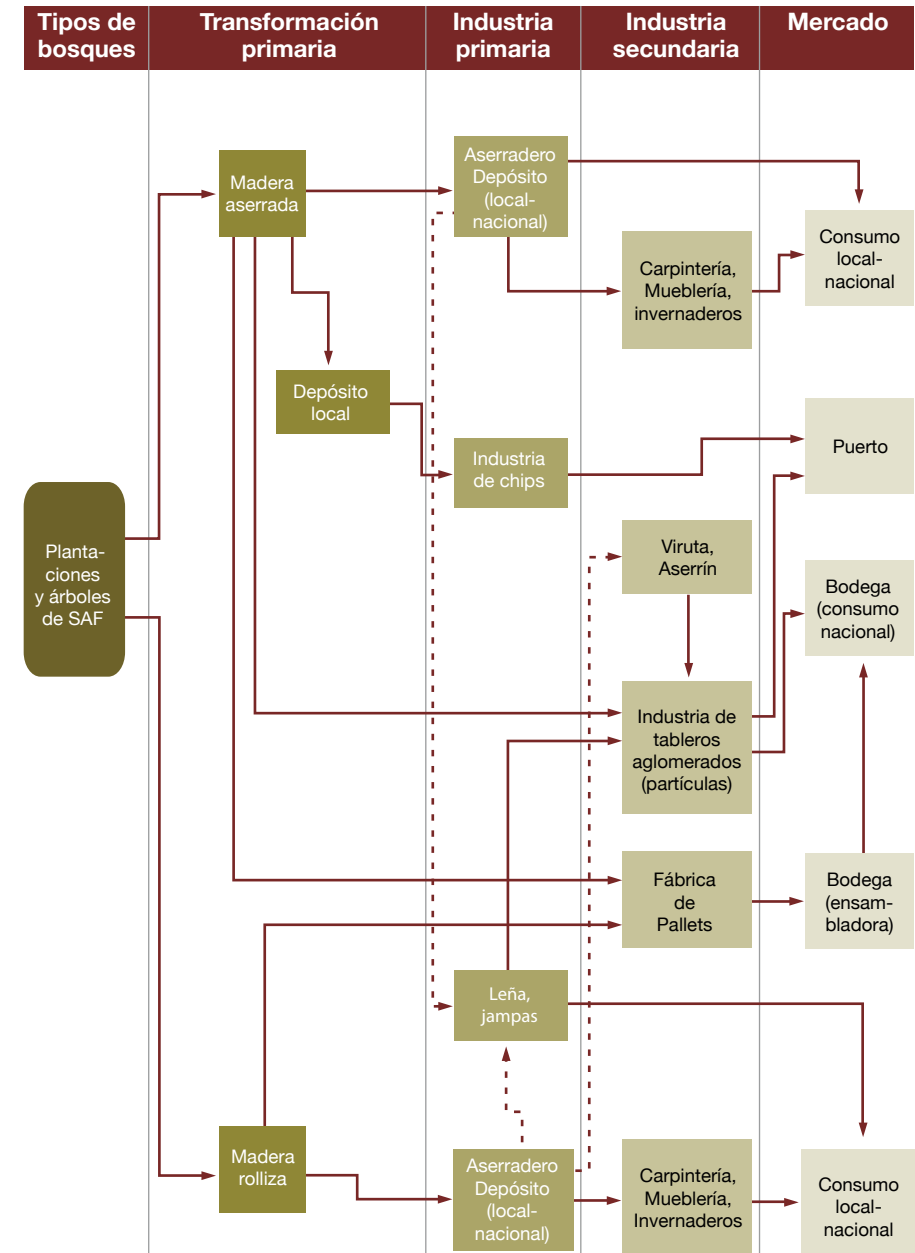 Tipos de
bosques
Transformación
primaria
Industria
primaria
Industria
secundaria
Mercado
Madera
aserrada
Aserradero
Depósito
(local-
nacional)
Carpintería,
Mueblería,
invernaderos
Consumo
local-
nacional
Depósito
local
Industria
de chips
Puerto
Planta-
ciones
y árboles
de SAF
Viruta,
Aserrín
Bodega
(consumo
nacional)
Industria de
tableros
aglomerados
(partículas)
Fábrica
de
Pallets
Bodega
(ensam-
bladora)
Leña,
jampas
Madera
rolliza
Aserradero
Depósito
(local-
nacional)
Carpintería,
Mueblería,
Invernaderos
Consumo
local-
nacional